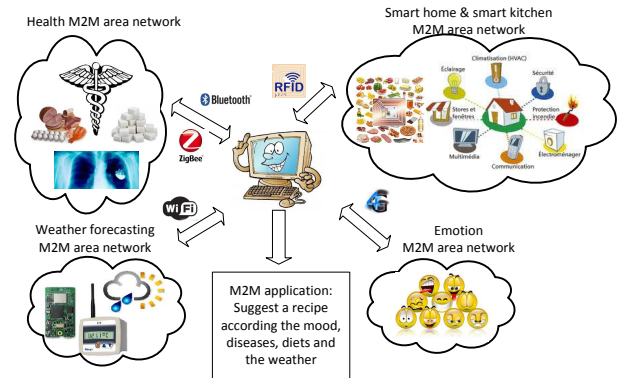 Health M2M area network
Smart home & smart kitchen
M2M area network
Bluetooth
RFID
ZigBee
Climatisation (HVAC)
Éclairage
Sécurité
Stores et
fenêtres
Protection
incendie
Multimédia
Communication
Électroménager
Wi Fi
4G
Weather forecasting
M2M area network
Emotion
M2M area network
M2M application:
Suggest a recipe
according the mood,
diseases, diets and
the weather